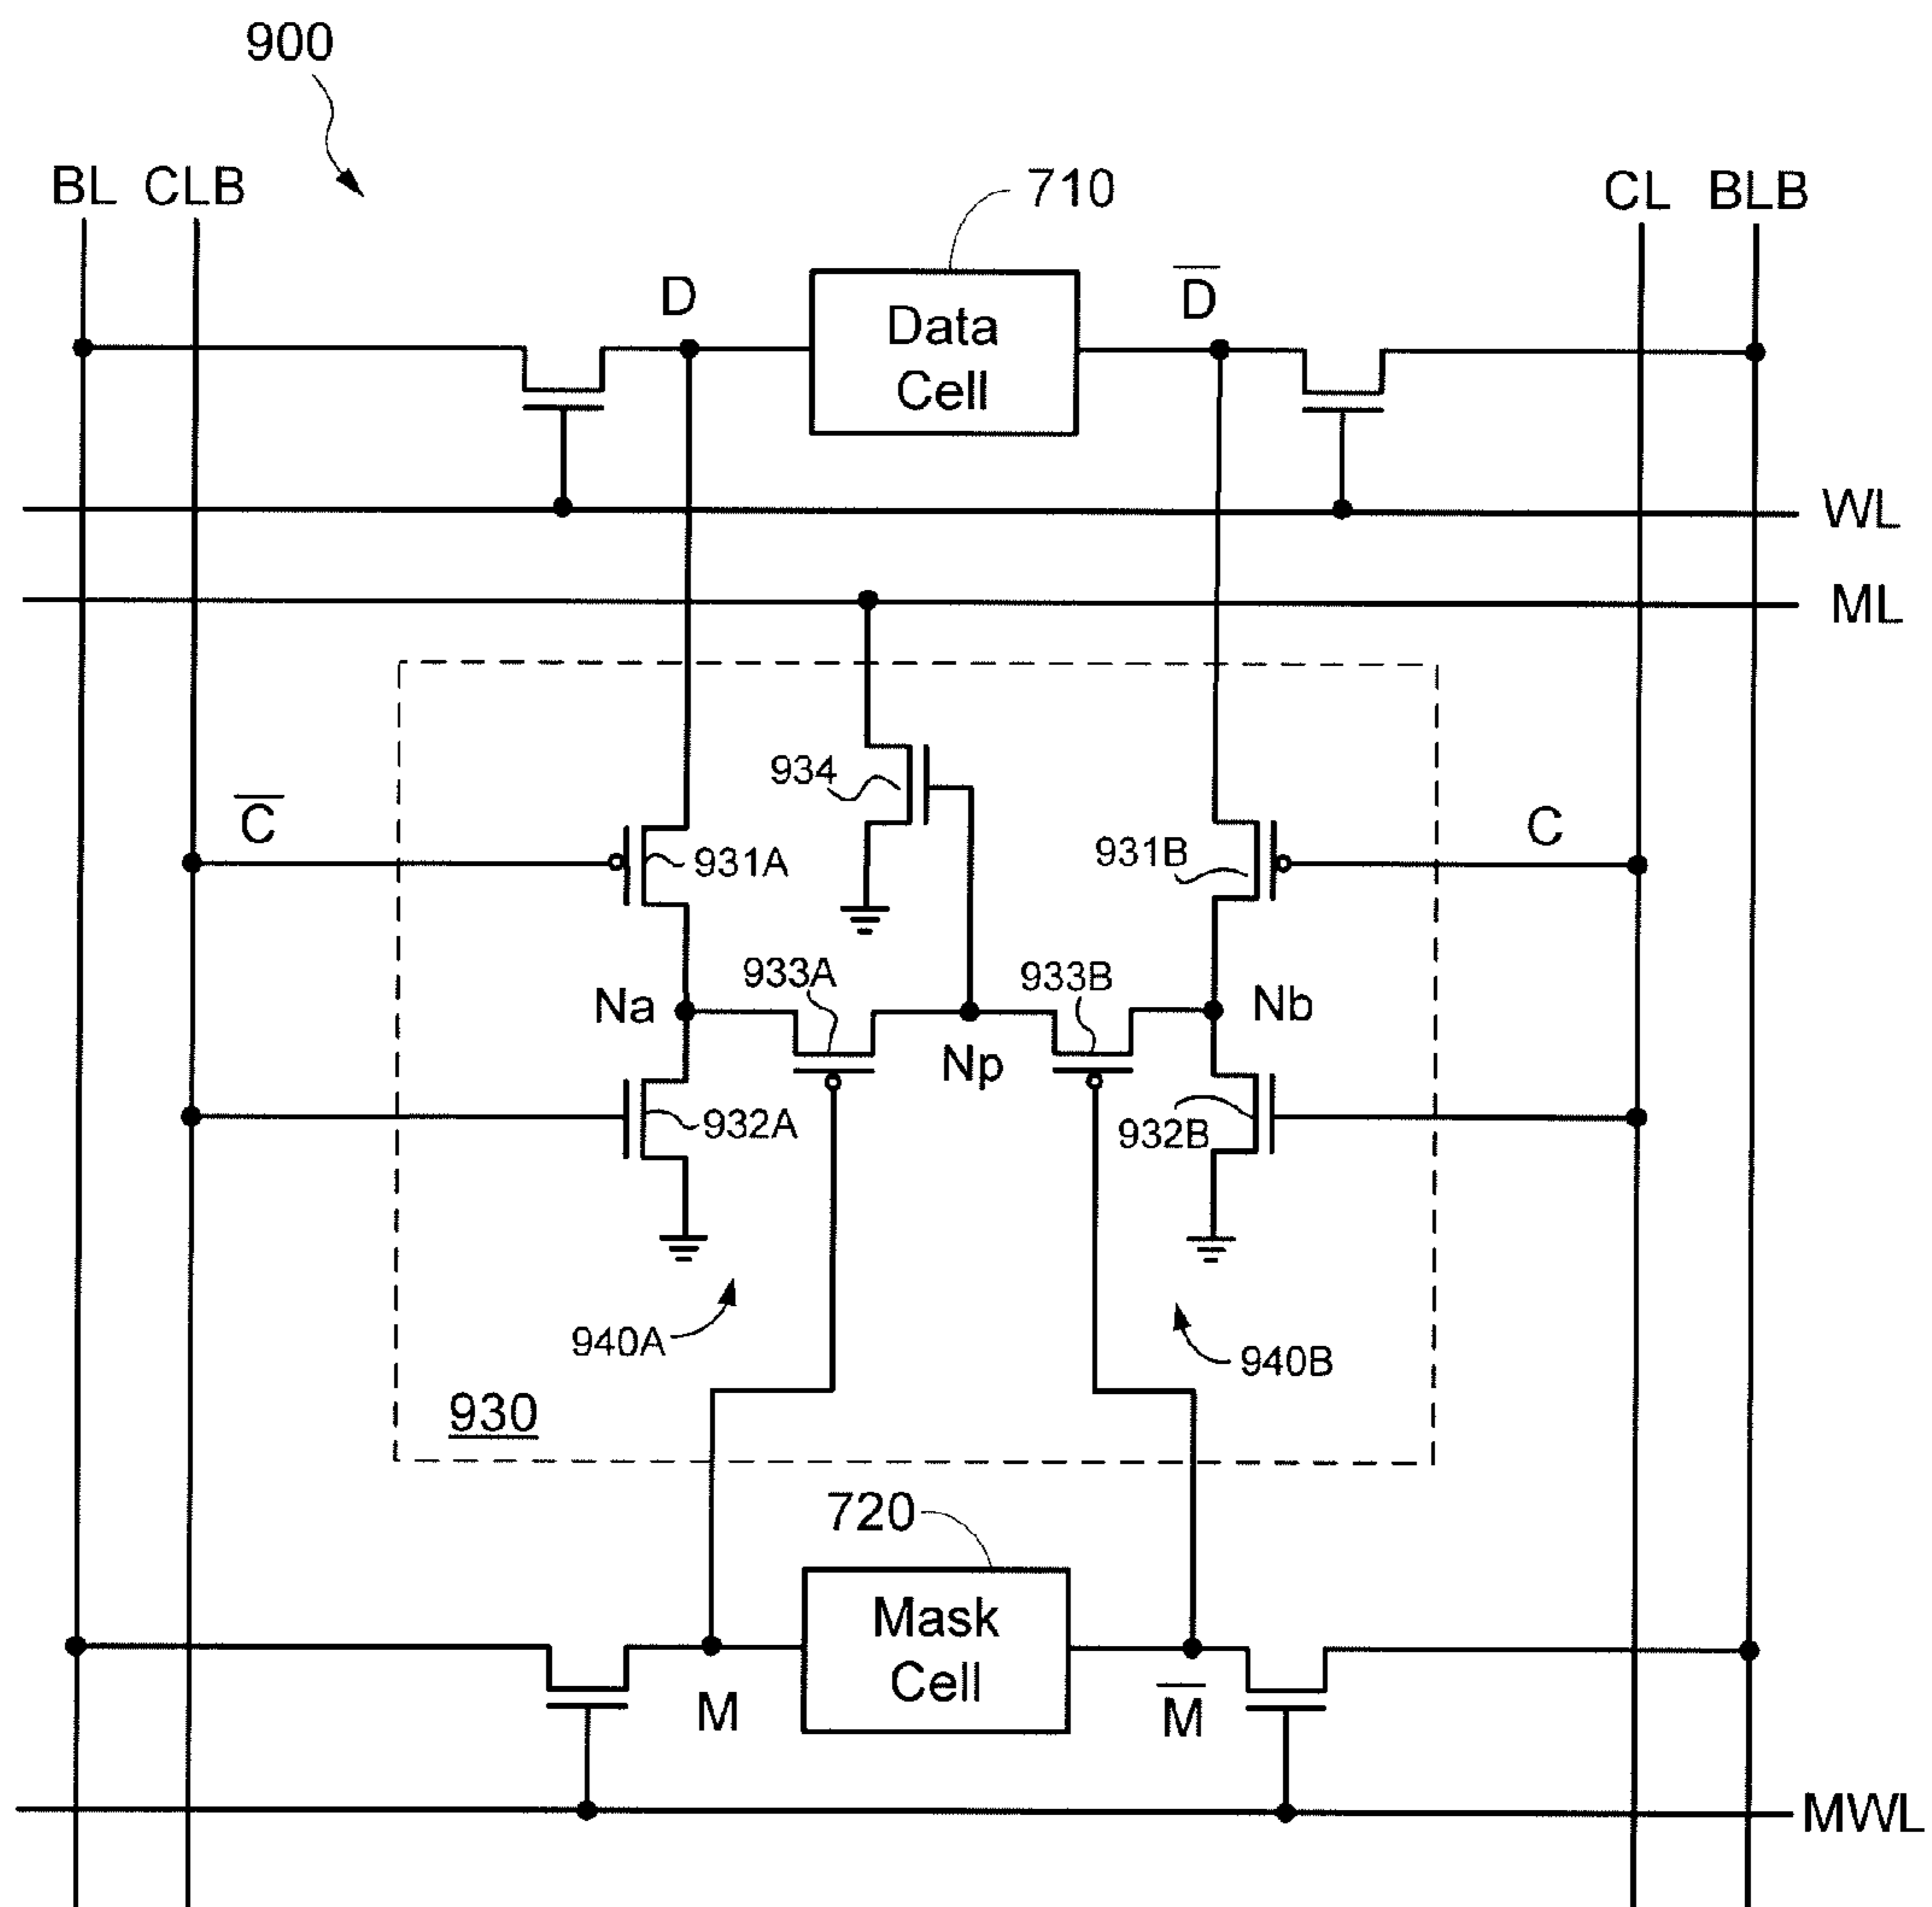 900
BL CLB CL BLB
710
D D̅
Data
Cell
WL
ML
934
C̅ C
931A 931B
933A 933B
Na Nb
Np
932A 932B
940A 940B
930
720
Mask
Cell
M M̅
MWL